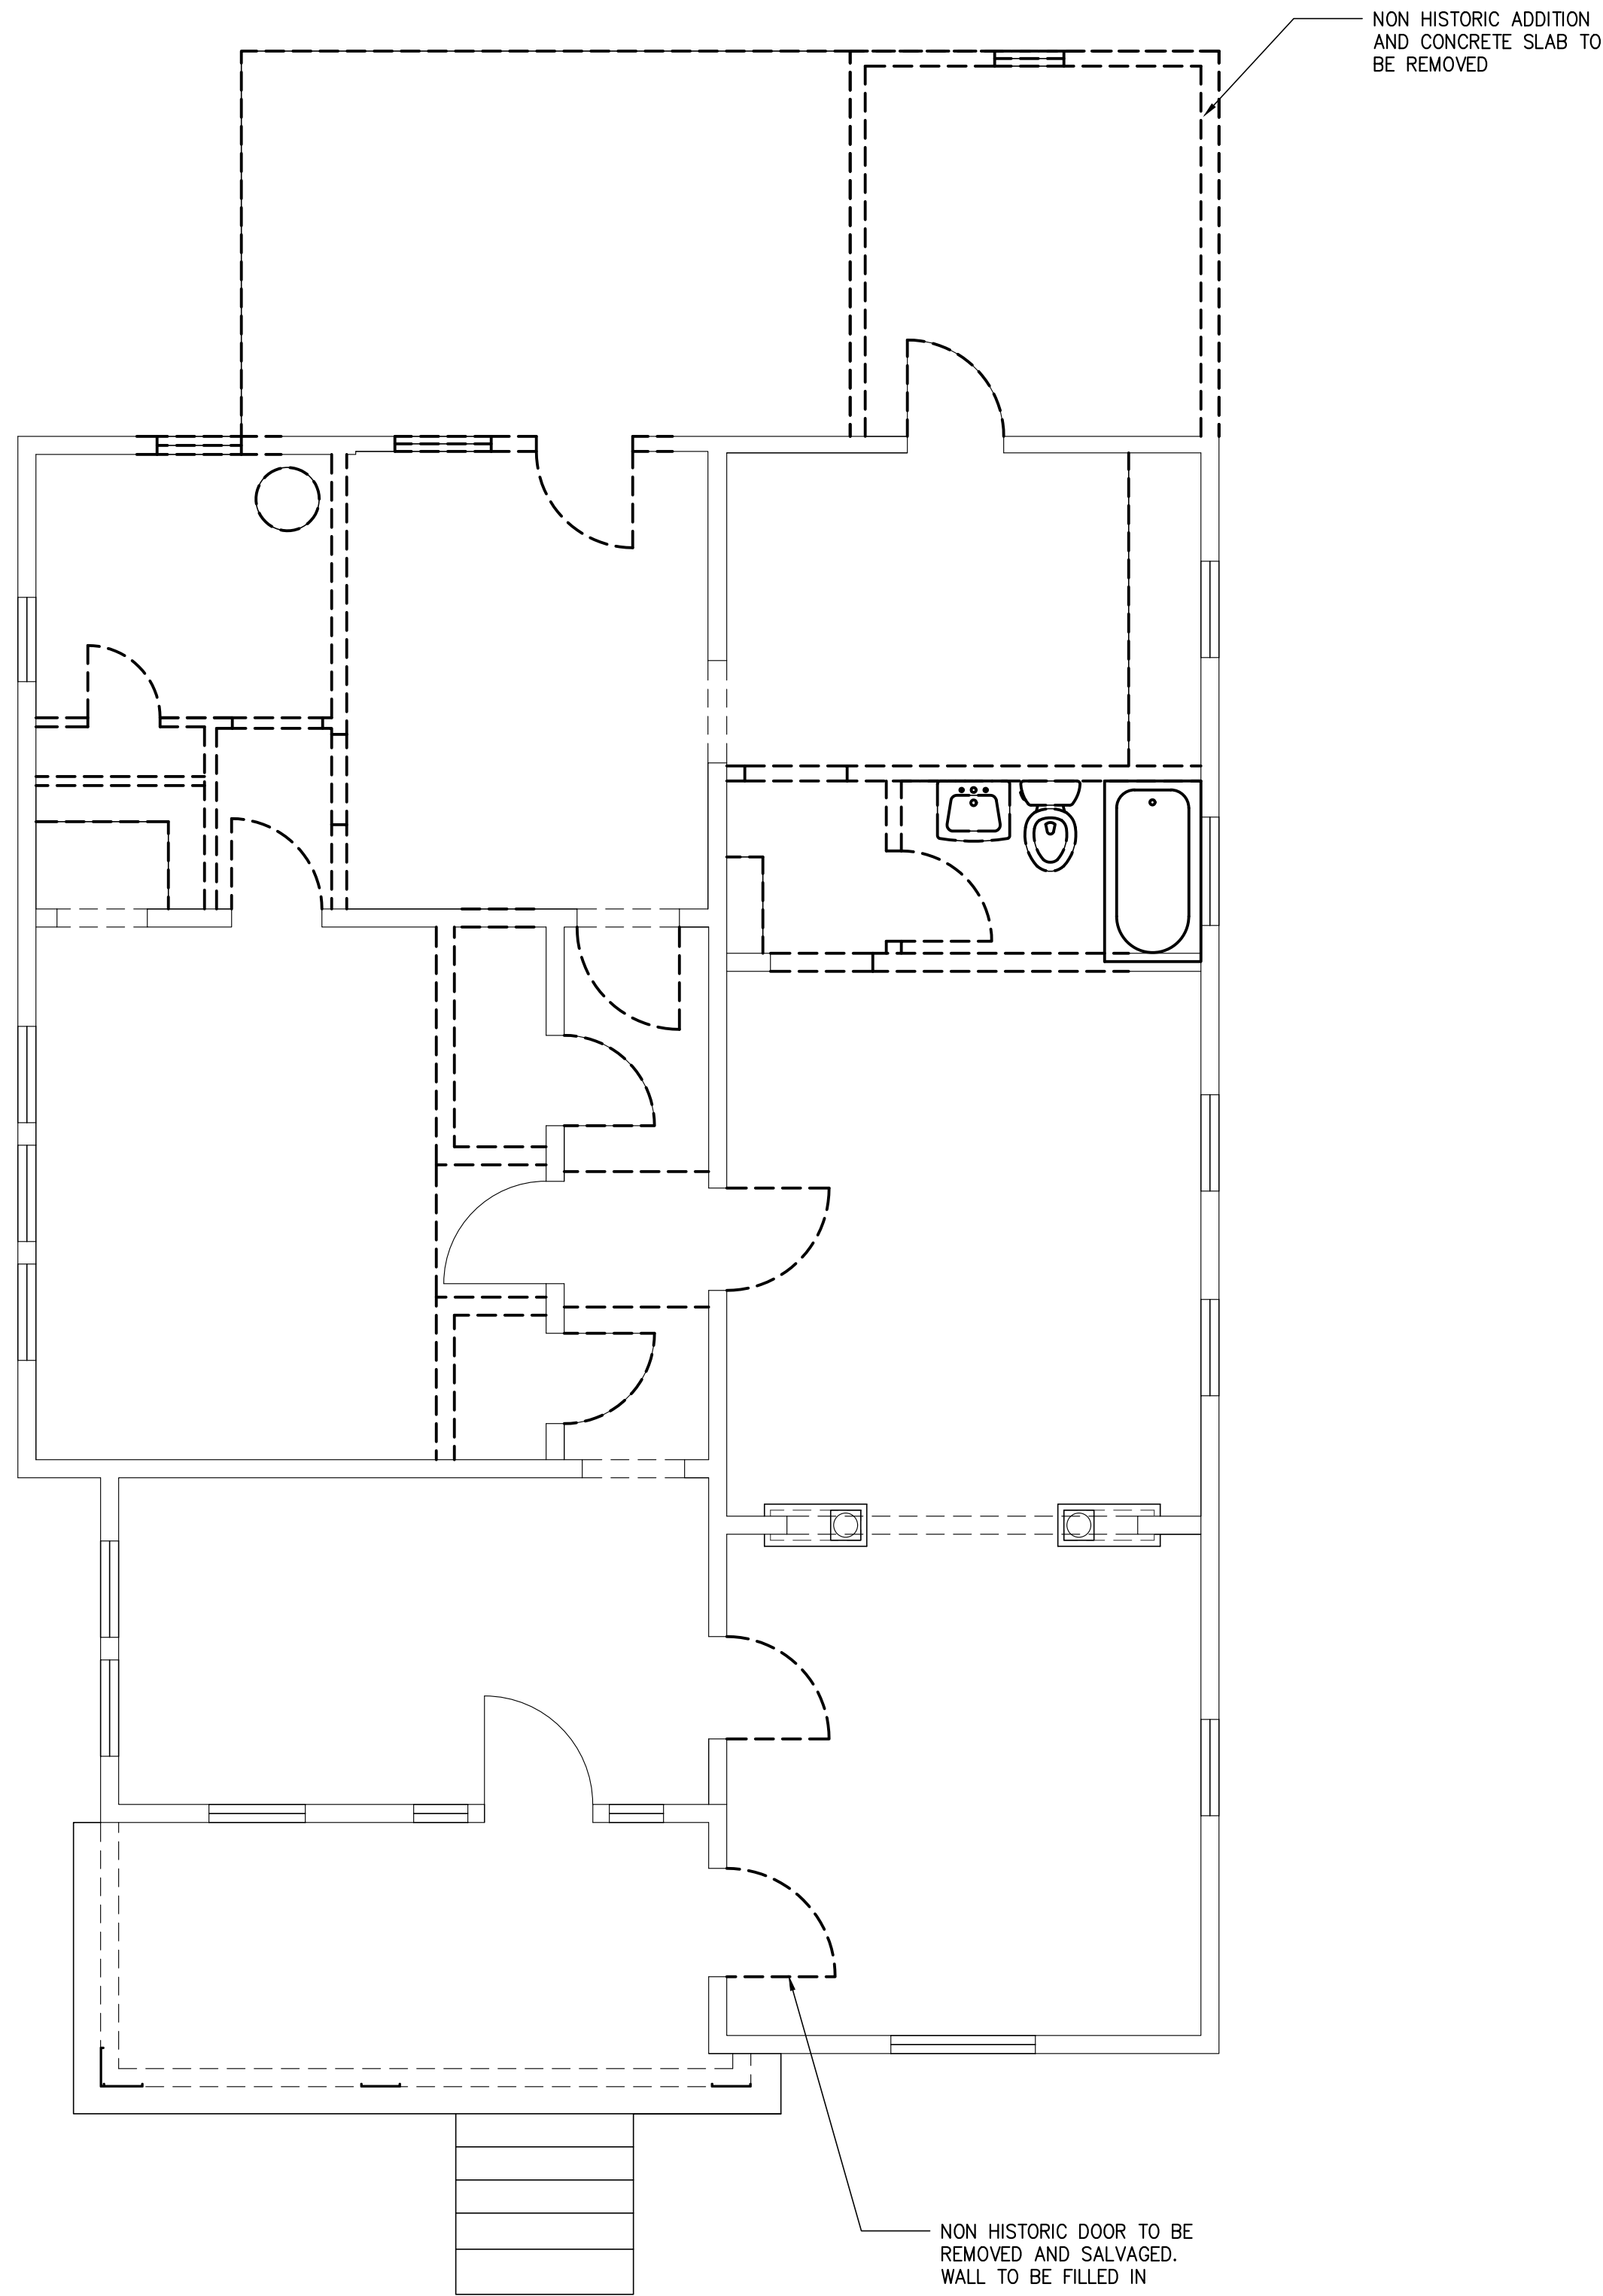 NON HISTORIC ADDITION
AND CONCRETE SLAB TO
BE REMOVED
NON HISTORIC DOOR TO BE
REMOVED AND SALVAGED.
WALL TO BE FILLED IN